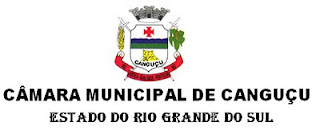 CANGUÇU
CÂMARA MUNICIPAL DE CANGUÇU
ESTADO DO RIO GRANDE DO SUL